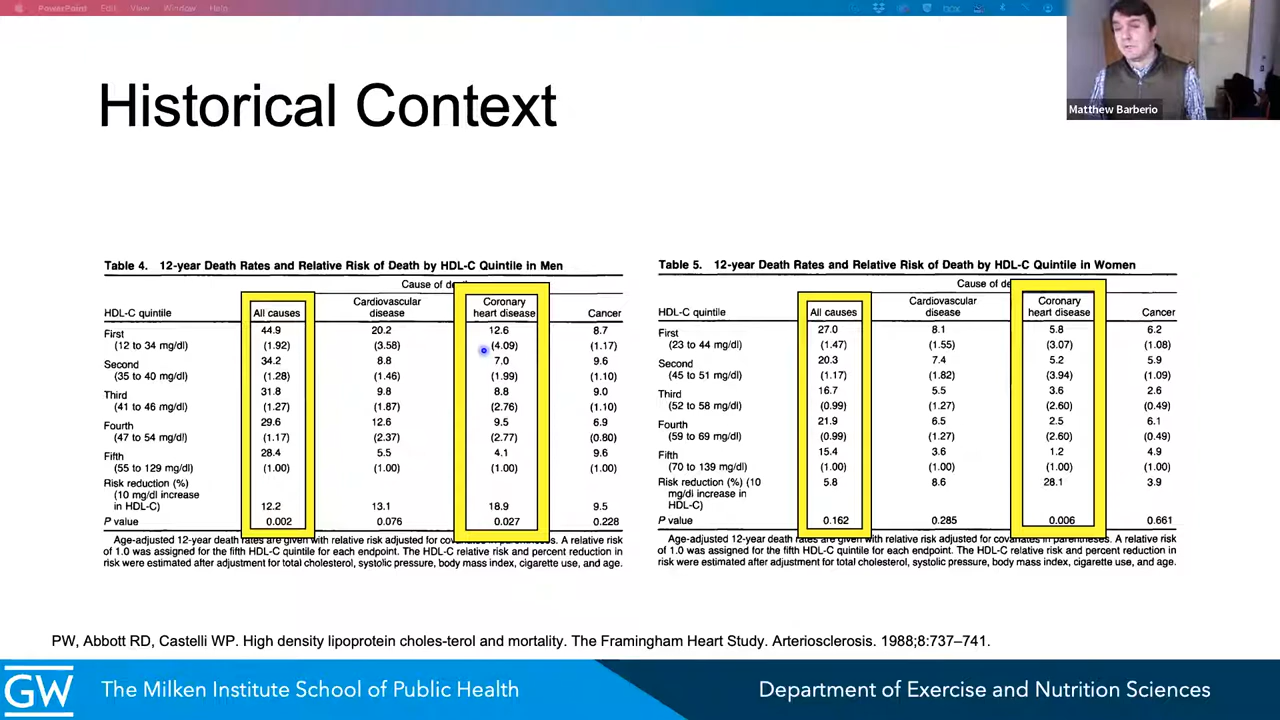 PowerPoint Edit View Window Help
Matthew Barberio
Historical Context
Table 4. 12-year Death Rates and Relative Risk of Death by HDL-C Quintile in Men
Cause of
HDL-C quintile All causes Cardiovascular disease Coronary heart disease Cancer
First 44.9 20.2 12.6 8.7
(12 to 34 mg/dl) (1.92) (3.58) (4.09) (1.17)
Second 34.2 8.8 7.0 9.6
(35 to 40 mg/dl) (1.28) (1.46) (1.99) (1.10)
Third 31.8 9.8 8.8 9.0
(41 to 46 mg/dl) (1.27) (1.87) (2.76) (1.10)
Fourth 29.6 12.6 9.5 6.9
(47 to 54 mg/dl) (1.17) (2.37) (2.77) (0.80)
Fifth 28.4 5.5 4.1 9.6
(55 to 129 mg/dl) (1.00) (1.00) (1.00) (1.00)
Risk reduction (%)
(10 mg/dl increase
in HDL-C) 12.2 13.1 18.9 9.5
P value 0.002 0.076 0.027 0.228
Age-adjusted 12-year death rates are given with relative risk adjusted for covariates in parentheses. A relative risk
of 1.0 was assigned for the fifth HDL-C quintile for each endpoint. The HDL-C relative risk and percent reduction in
risk were estimated after adjustment for total cholesterol, systolic pressure, body mass index, cigarette use, and age.
Table 5. 12-year Death Rates and Relative Risk of Death by HDL-C Quintile in Women
Cause of
HDL-C quintile All causes Cardiovascular disease Coronary heart disease Cancer
First 27.0 8.1 5.8 6.2
(23 to 44 mg/dl) (1.47) (1.55) (3.07) (1.08)
Second 20.3 7.4 5.2 5.9
(45 to 51 mg/dl) (1.17) (1.82) (3.94) (1.09)
Third 16.7 5.5 3.6 2.6
(52 to 58 mg/dl) (0.99) (1.27) (2.60) (0.49)
Fourth 21.9 6.5 2.5 6.1
(59 to 69 mg/dl) (0.99) (1.27) (2.60) (0.49)
Fifth 15.4 3.6 1.2 4.9
(70 to 139 mg/dl) (1.00) (1.00) (1.00) (1.00)
Risk reduction (%) (10 5.8 8.6 28.1 3.9
mg/dl increase in
HDL-C)
P value 0.162 0.285 0.006 0.661
Age-adjusted 12-year death rates are given with relative risk adjusted for covariates in parentheses. A relative risk
of 1.0 was assigned for the fifth HDL-C quintile for each endpoint. The HDL-C relative risk and percent reduction in
risk were estimated after adjustment for total cholesterol, systolic pressure, body mass index, cigarette use, and age.
PW, Abbott RD, Castelli WP. High density lipoprotein choles-terol and mortality. The Framingham Heart Study. Arteriosclerosis. 1988;8:737–741.
GW The Milken Institute School of Public Health Department of Exercise and Nutrition Sciences